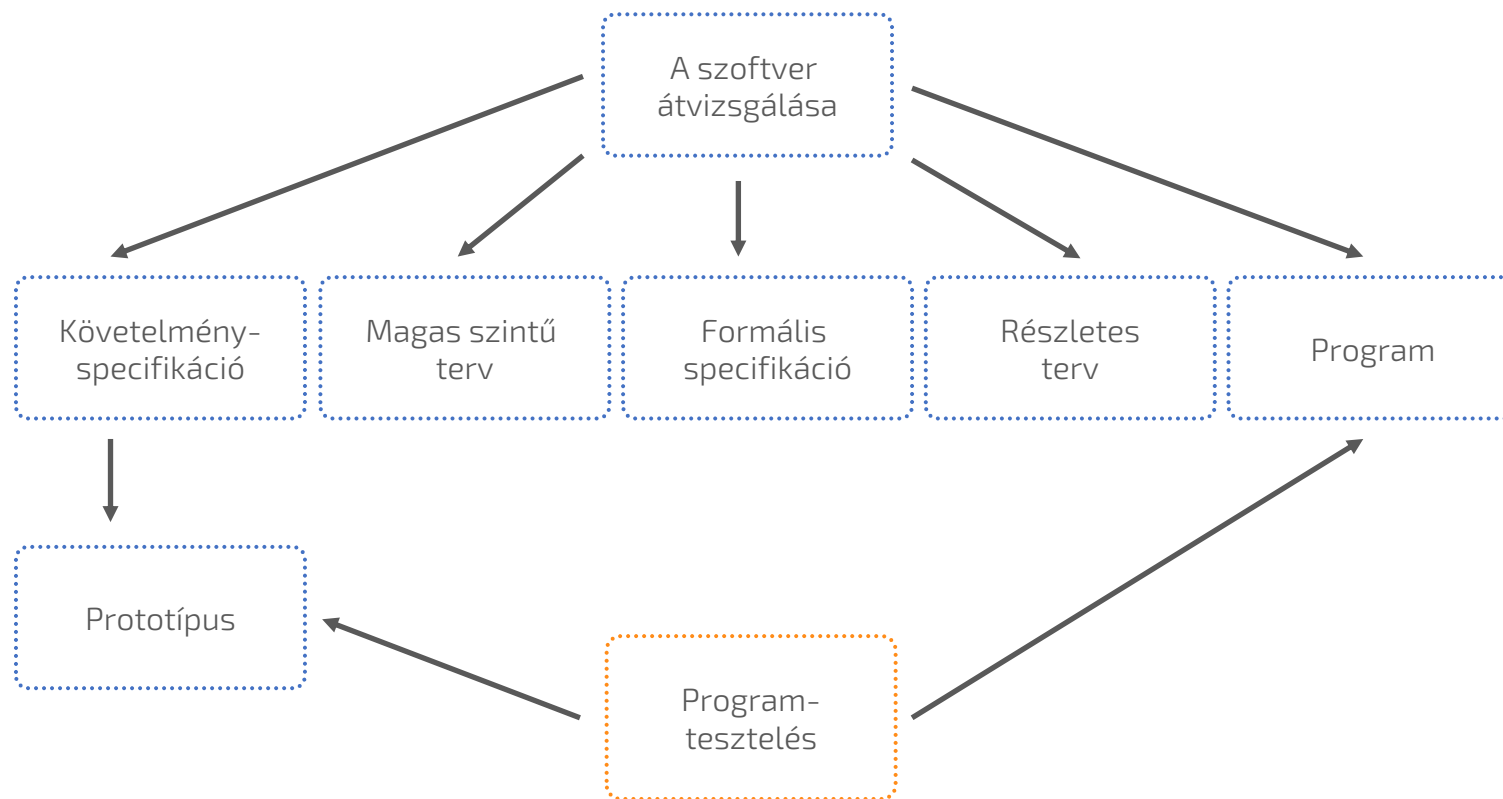 A szoftver
átvizsgálása
Követelmény-
specifikáció
Magas szintű
terv
Formális
specifikáció
Részletes
terv
Program
Prototípus
Program-
tesztelés